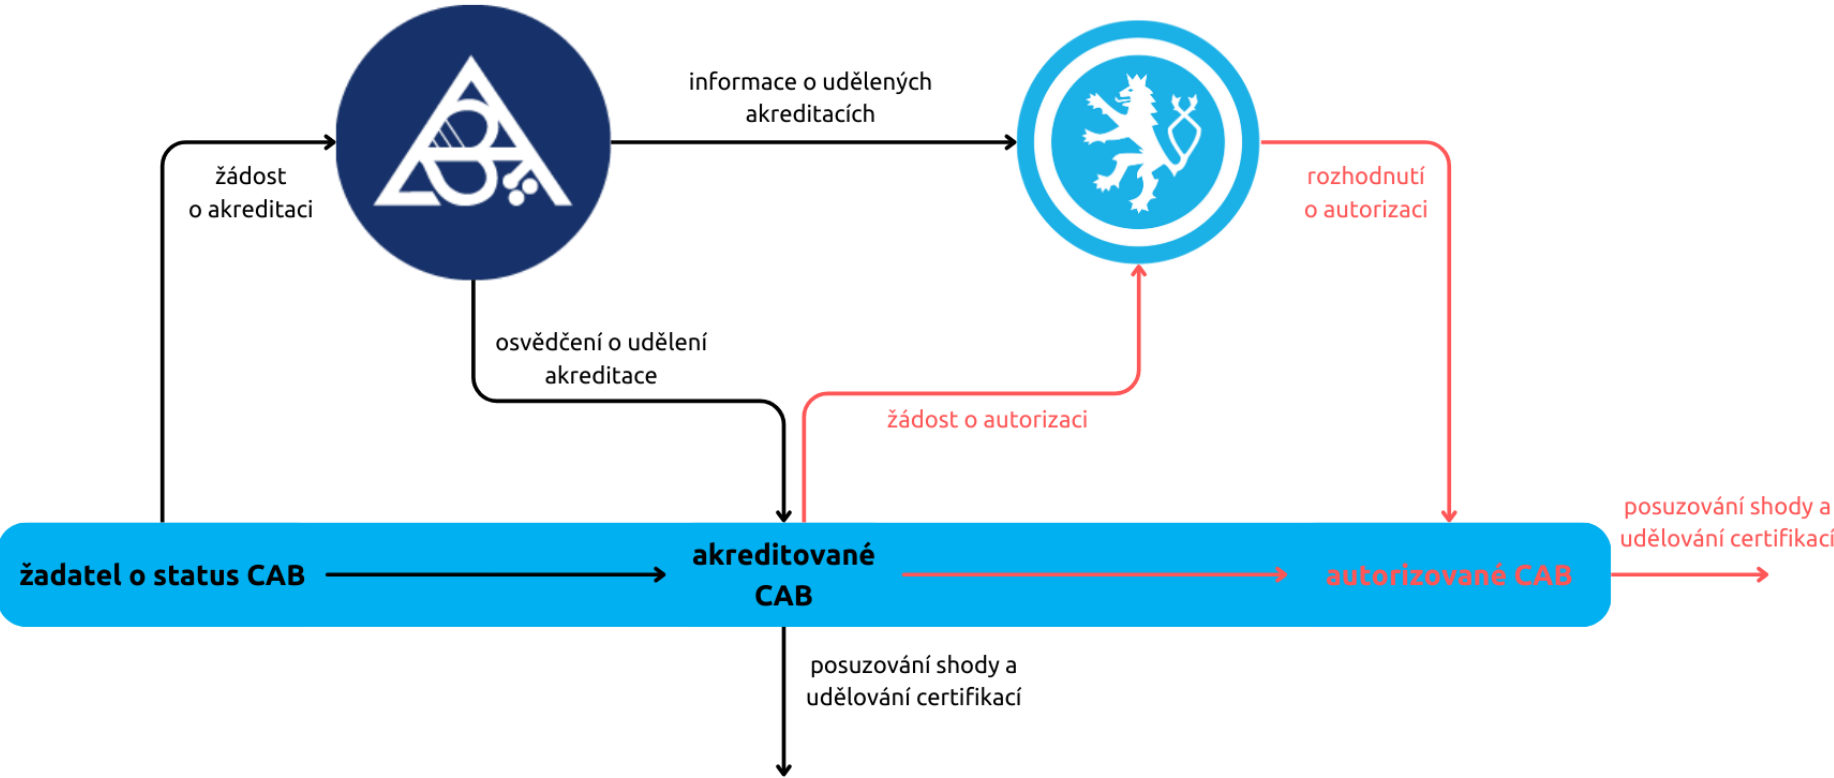 informace o udělených
akreditacích
žádost
o akreditaci
rozhodnutí
o autorizaci
osvědčení o udělení
akreditace
žádost o autorizaci
posuzování shody a
udělování certifikací
žadatel o status CAB
akreditované
CAB
autorizované CAB
posuzování shody a
udělování certifikací